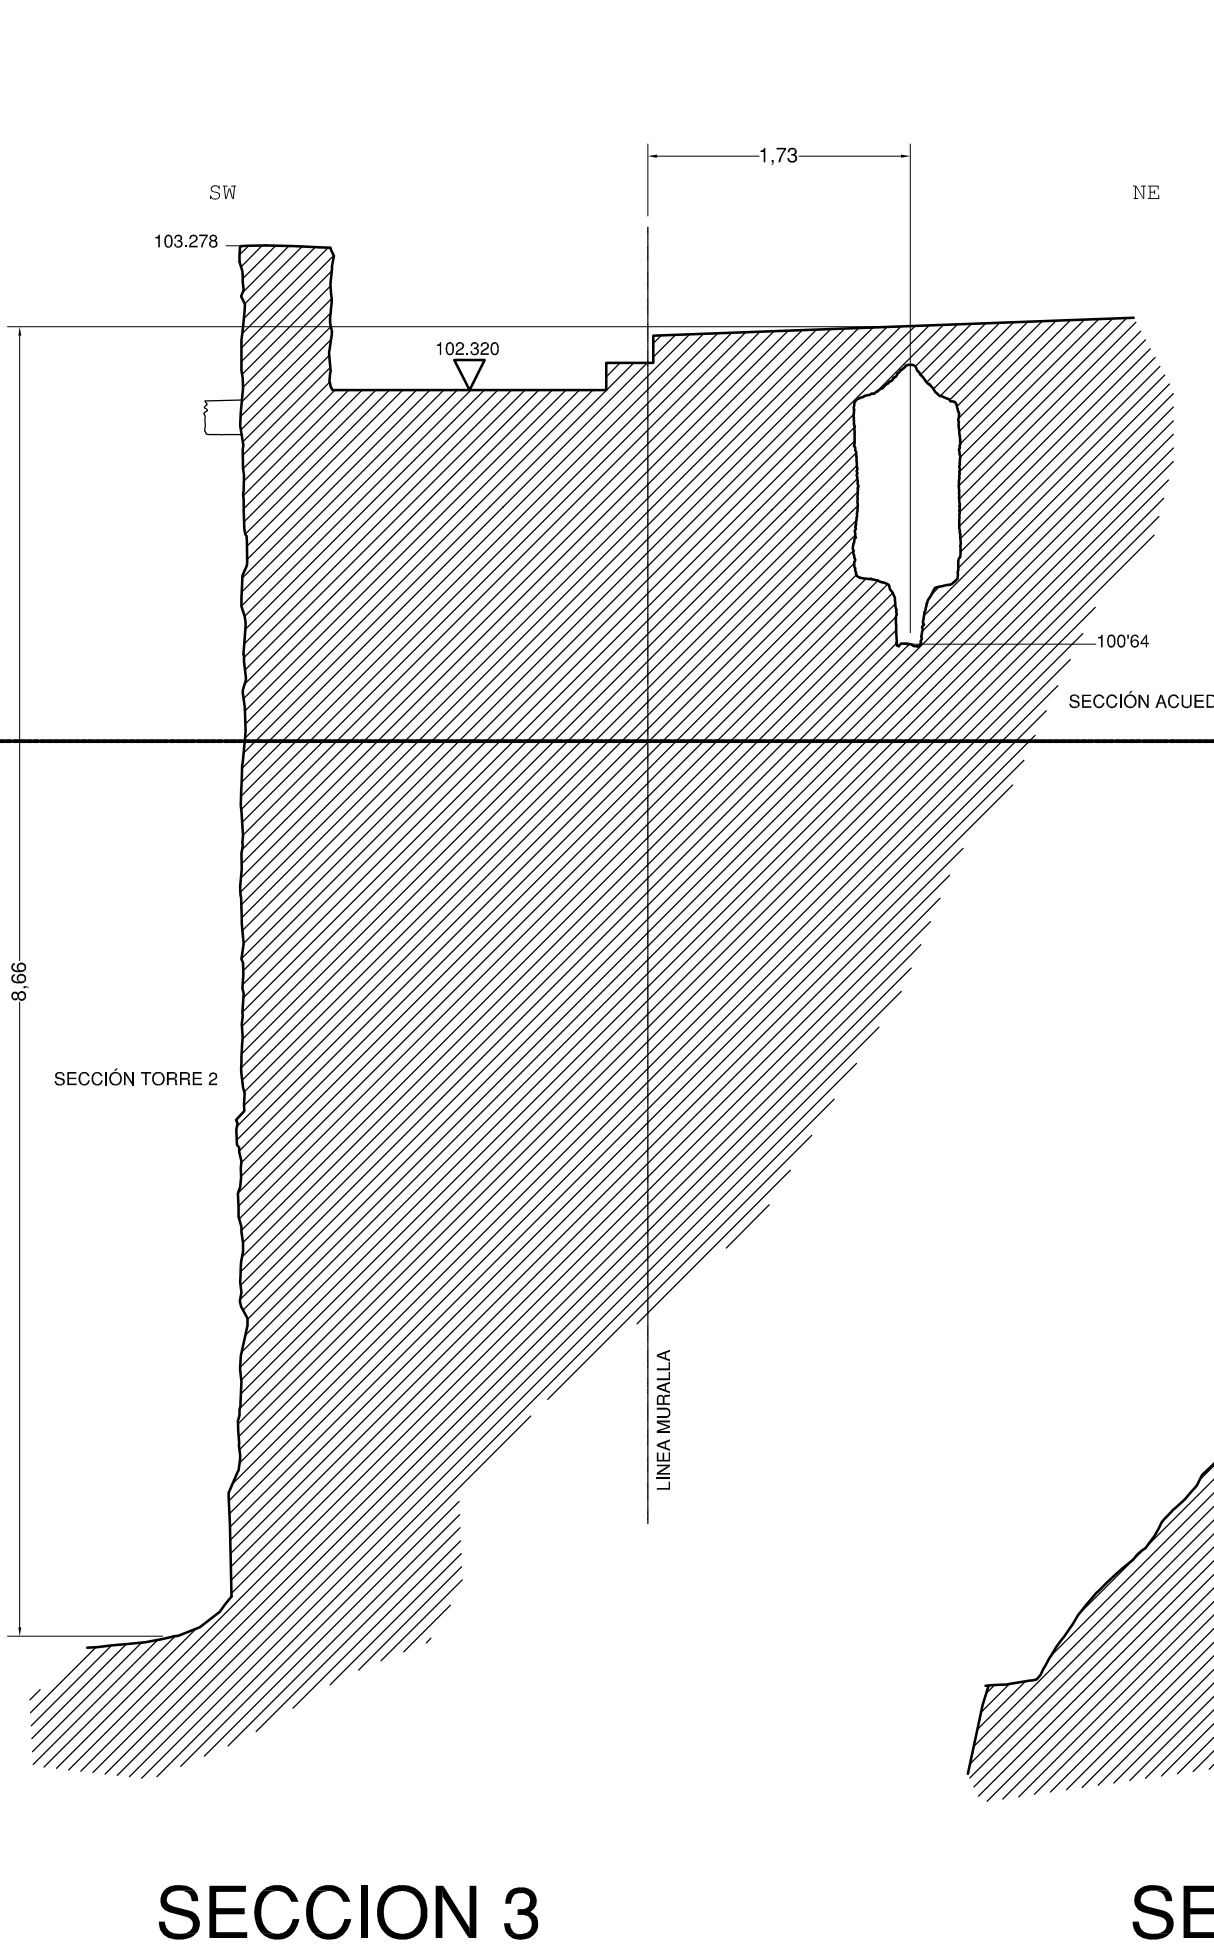 1,73
SW
NE
103.278
102.320
100'64
SECCIÓN ACUED
8,66
SECCIÓN TORRE 2
LINEA MURALLA
SECCION 3
SE